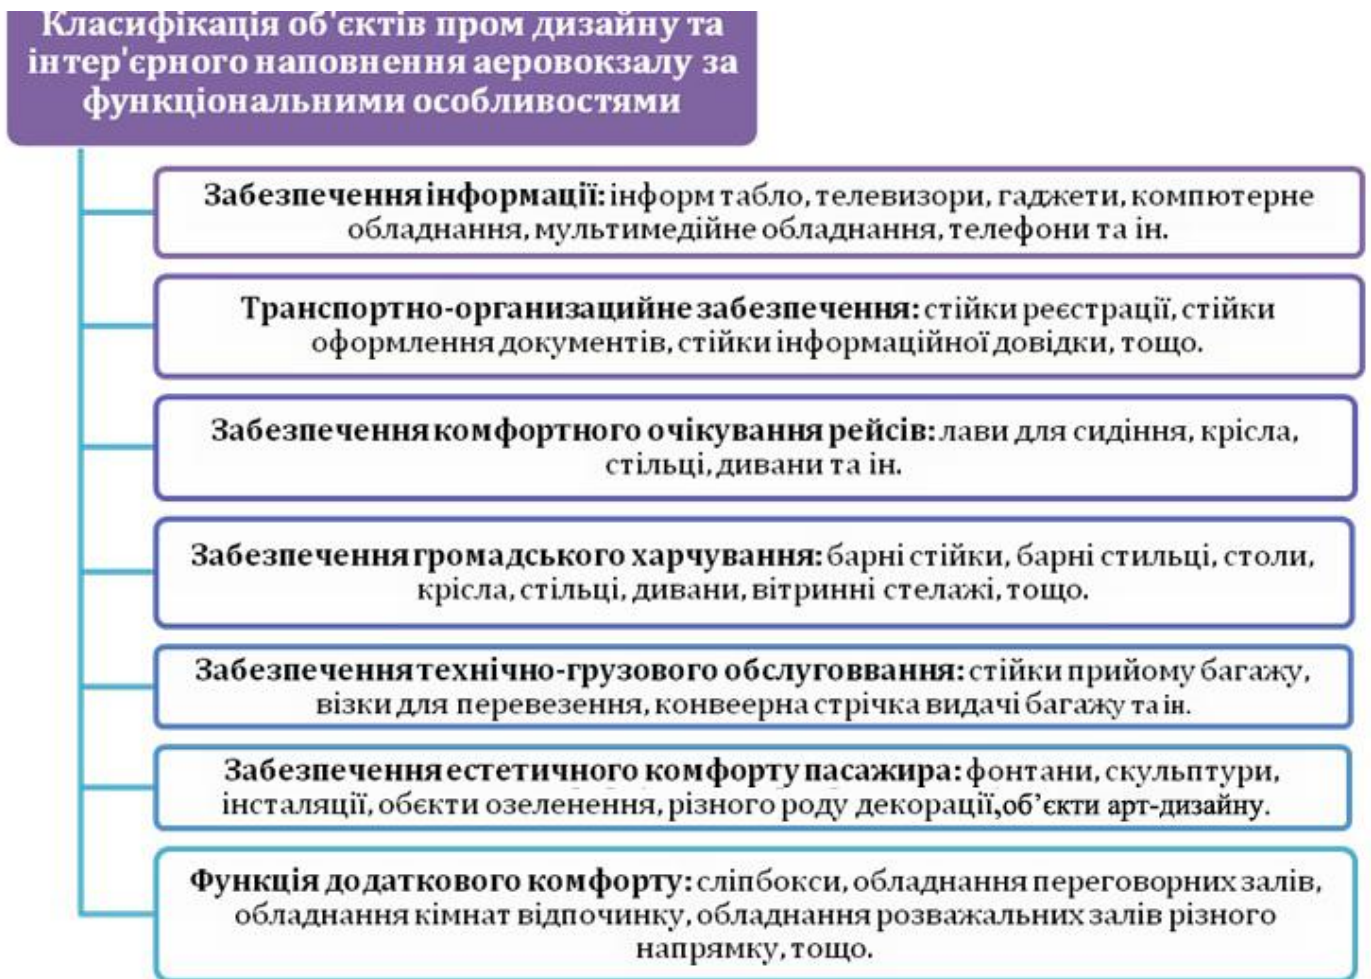 Класифікація об'єктів пром дизайну та
інтер'єрного наповнення аеровокзалу за
функціональними особливостями
Забезпечення інформації: інформ табло, телевизори, гаджети, компютерне
обладнання, мультимедійне обладнання, телефони та ін.
Транспортно-организацийне забезпечення: стійки реєстрації, стійки
оформлення документів, стійки інформаційної довідки, тощо.
Забезпечення комфортного очікування рейсів: лави для сидіння, крісла,
стільці, дивани та ін.
Забезпечення громадського харчування: барні стійки, барні стильці, столи,
крісла, стільці, дивани, вітринні стелажі, тощо.
Забезпечення технічно-грузового обслуговвання: стійки прийому багажу,
візки для перевезення, конвеерна стрічка видачі багажу та ін.
Забезпечення естетичного комфорту пасажира: фонтани, скульптури,
інсталяції, обєкти озеленення, різного роду декорації,об’єкти арт-дизайну.
Функція додаткового комфорту: сліпбокси, обладнання переговорних залів,
обладнання кімнат відпочинку, обладнання розважальних залів різного
напрямку, тощо.